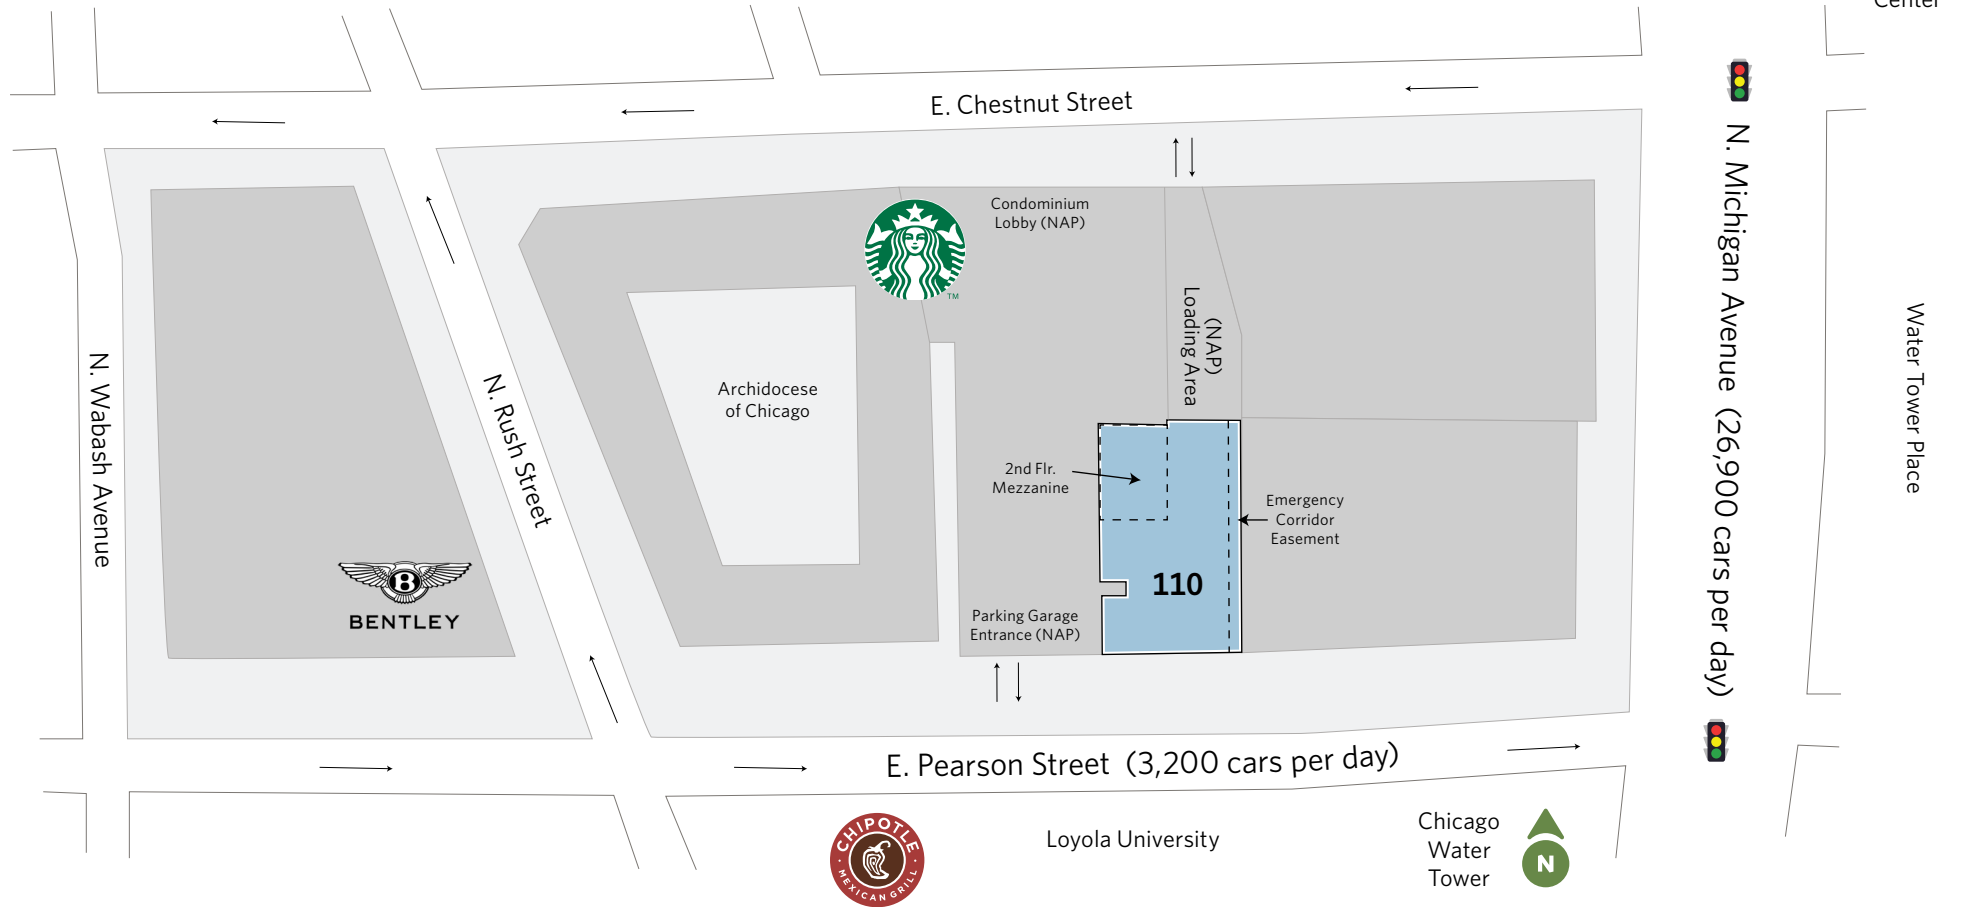 Center
E. Chestnut Street
N. Michigan Avenue (26,900 cars per day)
Condominium
Lobby (NAP)
TM
(NAP)
Loading Area
Water Tower Place
N. Wabash Avenue
N. Rush Street
Archidocese
of Chicago
2nd Flr.
Mezzanine
Emergency
Corridor
Easement
B
BENTLEY
110
Parking Garage
Entrance (NAP)
E. Pearson Street (3,200 cars per day)
CHIPOTLE
MEXICAN GRILL
Loyola University
Chicago
Water
Tower
N